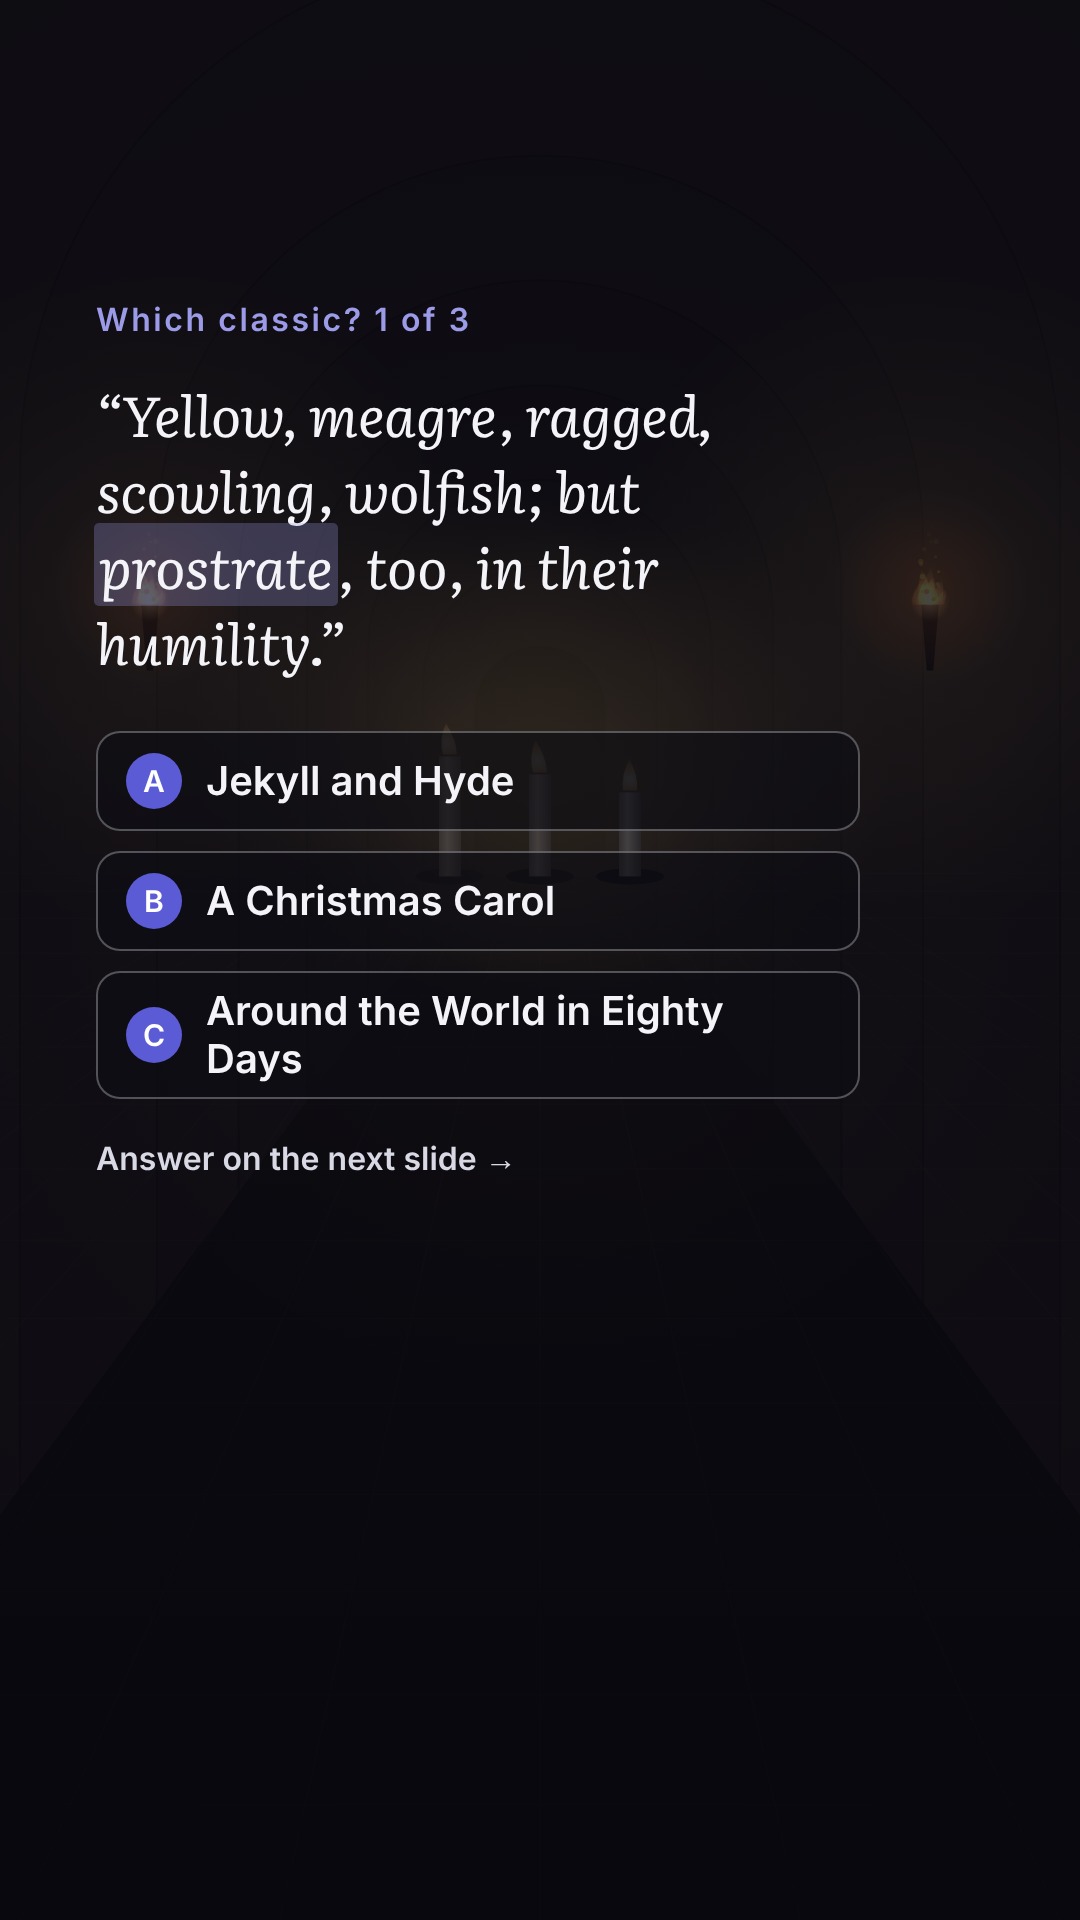 Which classic? 1 of 3
“Yellow, meagre, ragged,
scowling, wolfish; but
prostrate, too, in their
humility.”
A Jekyll and Hyde
B A Christmas Carol
C Around the World in Eighty
Days
Answer on the next slide →